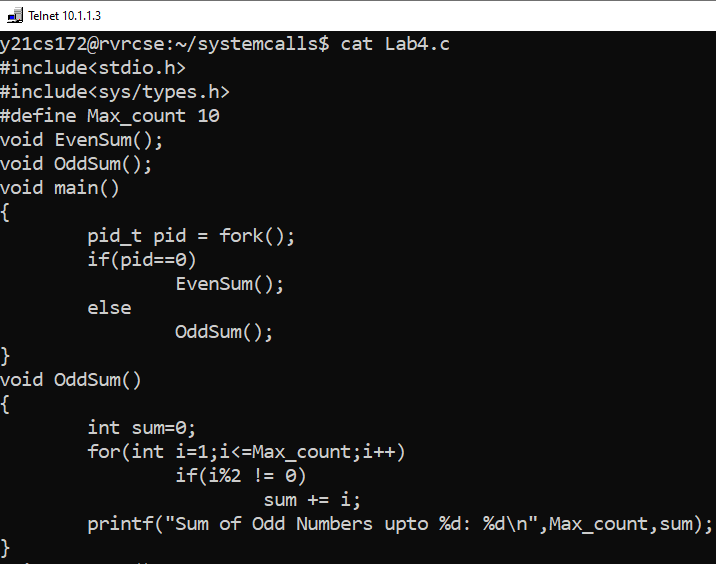 Telnet 10.1.1.3
y21cs172@rvrcse:~/systemcalls$ cat Lab4.c
#include<stdio.h>
#include<sys/types.h>
#define Max_count 10
void EvenSum();
void OddSum();
void main()
{
        pid_t pid = fork();
        if(pid==0)
                EvenSum();
        else
                OddSum();
}
void OddSum()
{
        int sum=0;
        for(int i=1;i<=Max_count;i++)
                if(i%2 != 0)
                        sum += i;
        printf("Sum of Odd Numbers upto %d: %d\n",Max_count,sum);
}